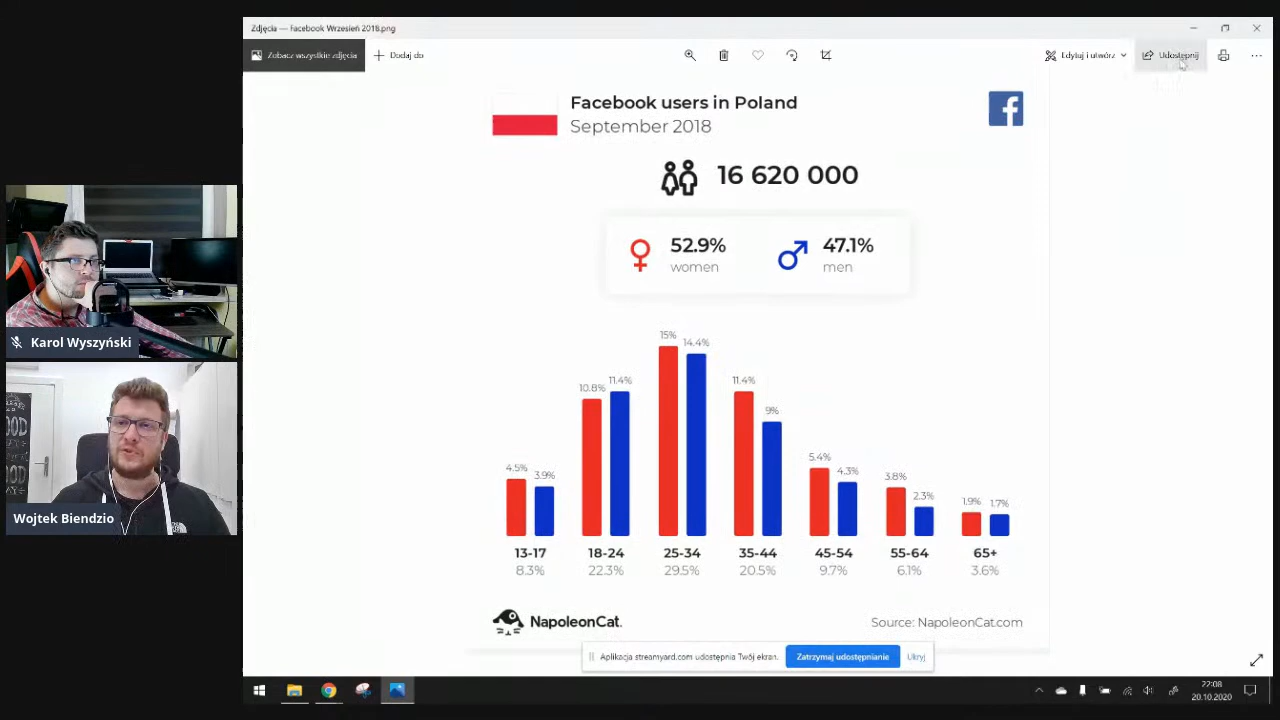 Zdjęcia — Facebook Wrzesień 2018.png
Zobacz wszystkie zdjęcia
Dodaj do
Edytuj i utwórz
Udostępnij
Facebook users in Poland
September 2018
16 620 000
52.9%
47.1%
women
men
4.5%
3.9%
10.8%
11.4%
15%
14.4%
11.4%
9%
5.4%
4.3%
3.8%
2.3%
1.9%
1.7%
13-17
18-24
25-34
35-44
45-54
55-64
65+
8.3%
22.3%
29.5%
20.5%
9.7%
6.1%
3.6%
NapoleonCat.
Source: NapoleonCat.com
Karol Wyszyński
Wojtek Biendzio
Aplikacja streamyard.com udostępnia Twój ekran.
Zatrzymaj udostępnianie
Ukryj
22:08
20.10.2020